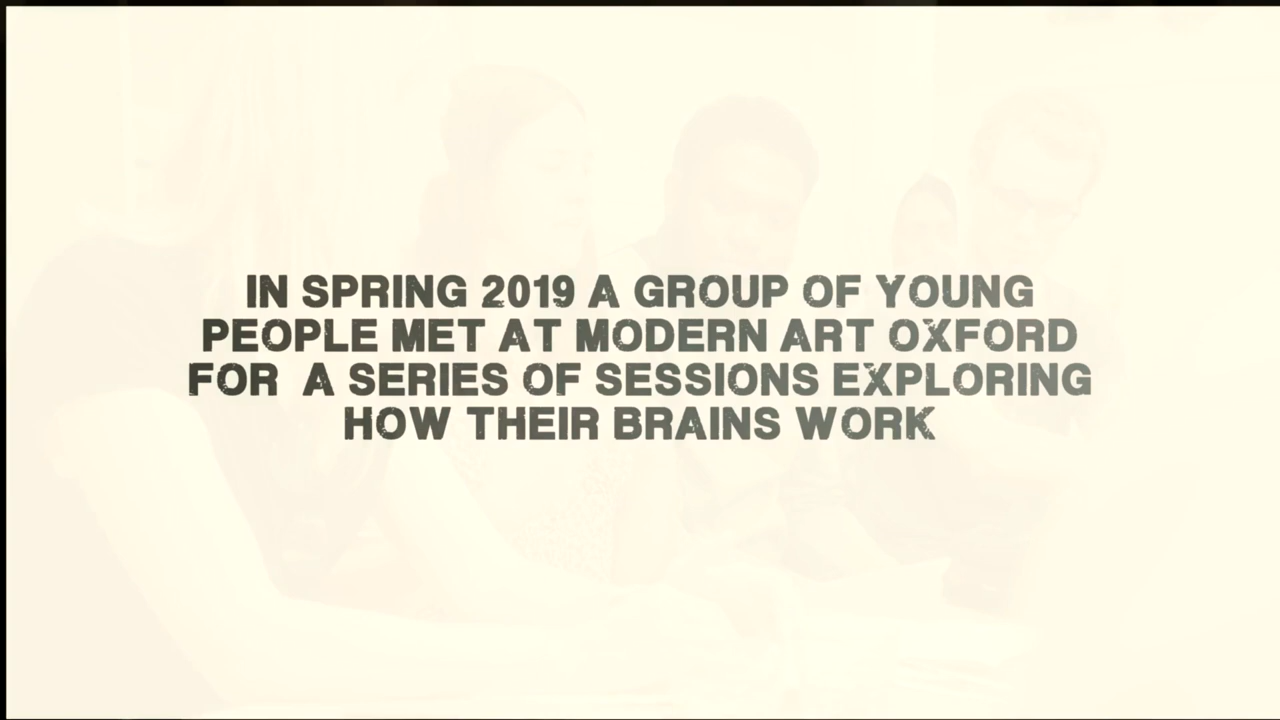 IN SPRING 2019 A GROUP OF YOUNG
PEOPLE MET AT MODERN ART OXFORD
FOR  A SERIES OF SESSIONS EXPLORING
HOW THEIR BRAINS WORK